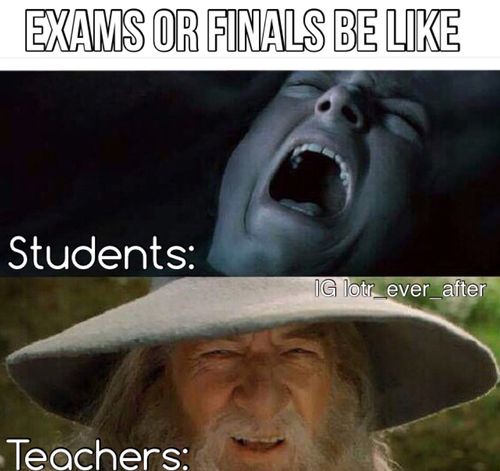 EXAMS OR FINALS BE LIKE
Students:
IG lotr_ever_after
Teachers: